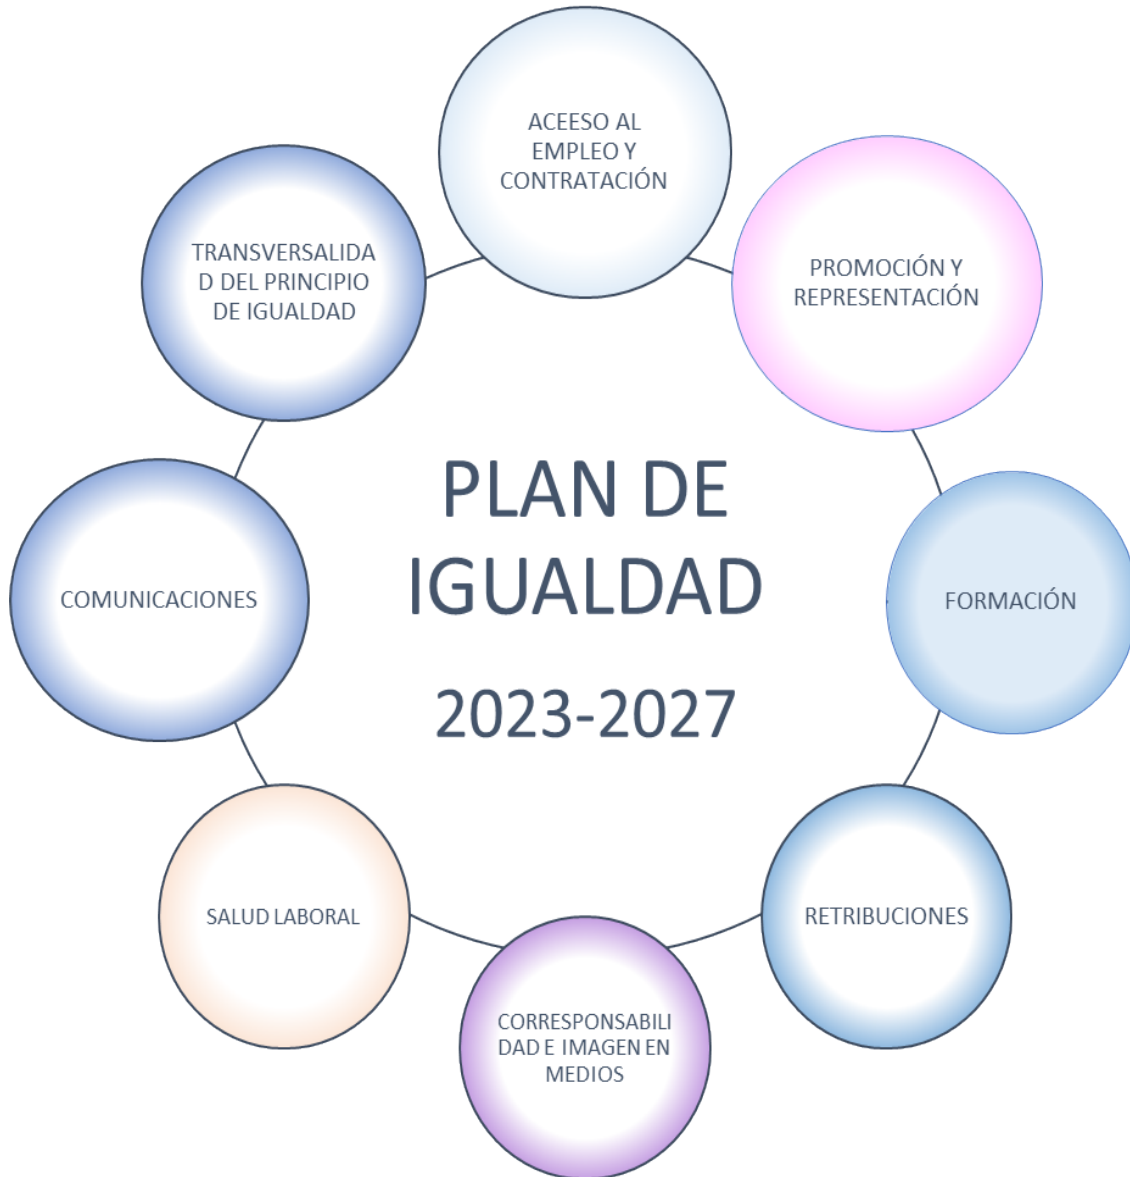 ACEESO AL
EMPLEO Y
CONTRATACIÓN
PROMOCIÓN Y
REPRESENTACIÓN
FORMACIÓN
RETRIBUCIONES
CORRESPONSABILI
DAD E IMAGEN EN
MEDIOS
SALUD LABORAL
COMUNICACIONES
TRANSVERSALIDA
D DEL PRINCIPIO
DE IGUALDAD
PLAN DE
IGUALDAD
2023-2027